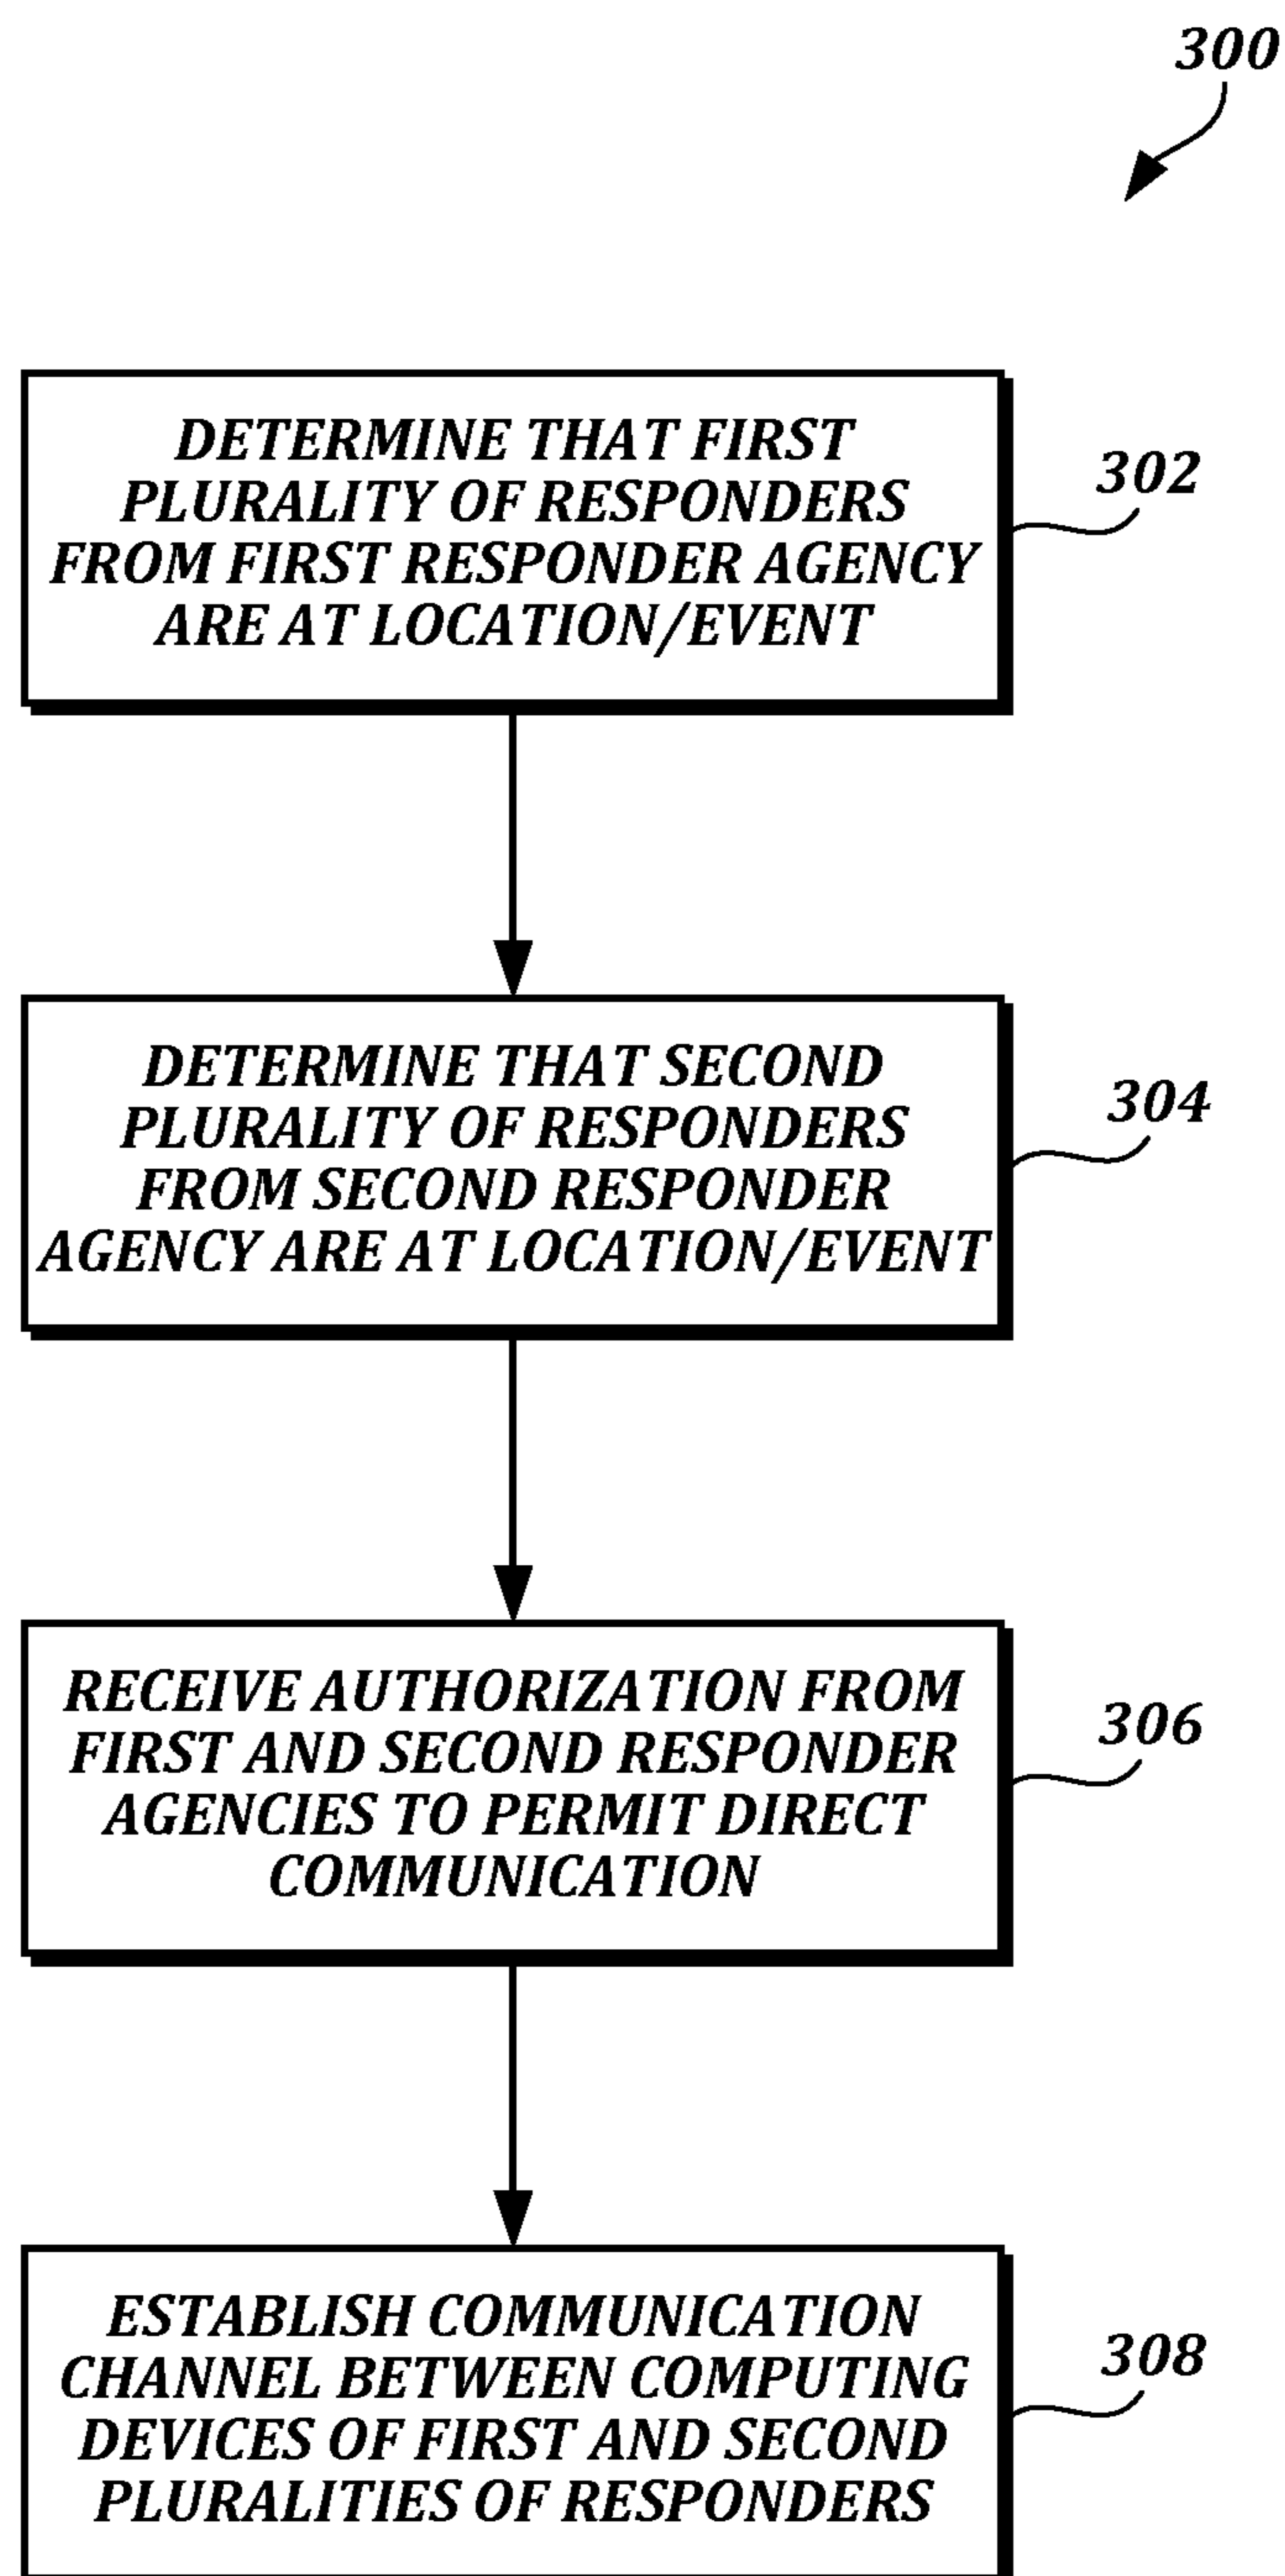 300
DETERMINE THAT FIRST
PLURALITY OF RESPONDERS
FROM FIRST RESPONDER AGENCY
ARE AT LOCATION/EVENT
302
DETERMINE THAT SECOND
PLURALITY OF RESPONDERS
FROM SECOND RESPONDER
AGENCY ARE AT LOCATION/EVENT
304
RECEIVE AUTHORIZATION FROM
FIRST AND SECOND RESPONDER
AGENCIES TO PERMIT DIRECT
COMMUNICATION
306
ESTABLISH COMMUNICATION
CHANNEL BETWEEN COMPUTING
DEVICES OF FIRST AND SECOND
PLURALITIES OF RESPONDERS
308